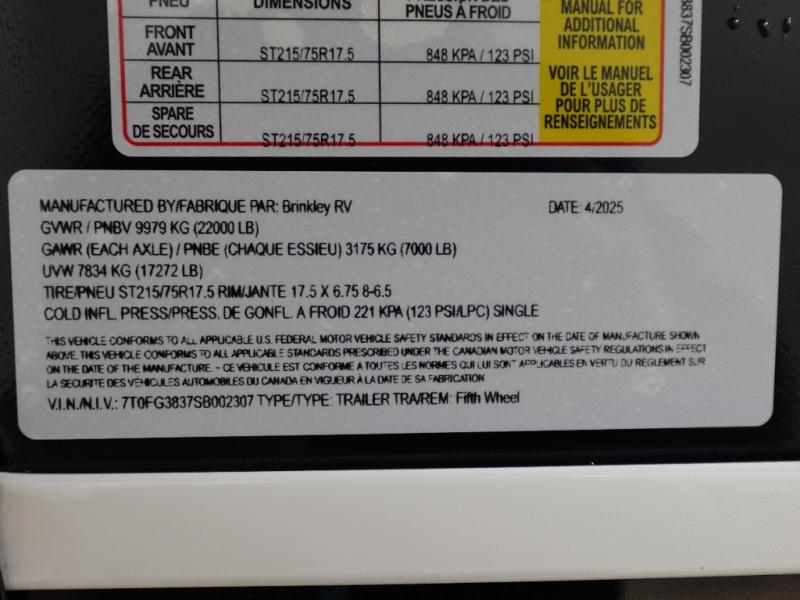 PNEU DIMENSIONS PRESSION DES
PNEUS À FROID
FRONT
AVANT ST215/75R17.5 848 KPA / 123 PSI
REAR
ARRIÈRE ST215/75R17.5 848 KPA / 123 PSI
SPARE
DE SECOURS ST215/75R17.5 848 KPA / 123 PSI
MANUAL FOR
ADDITIONAL
INFORMATION
VOIR LE MANUEL
DE L'USAGER
POUR PLUS DE
RENSEIGNEMENTS
3837SB002307
MANUFACTURED BY/FABRIQUE PAR: Brinkley RV DATE: 4/2025
GVWR / PNBV 9979 KG (22000 LB)
GAWR (EACH AXLE) / PNBE (CHAQUE ESSIEU) 3175 KG (7000 LB)
UVW 7834 KG (17272 LB)
TIRE/PNEU ST215/75R17.5 RIM/JANTE 17.5 X 6.75 8-6.5
COLD INFL. PRESS/PRESS. DE GONFL. A FROID 221 KPA (123 PSI/LPC) SINGLE
THIS VEHICLE CONFORMS TO ALL APPLICABLE U.S. FEDERAL MOTOR VEHICLE SAFETY STANDARDS IN EFFECT ON THE DATE OF MANUFACTURE SHOWN
ABOVE. THIS VEHICLE CONFORMS TO ALL APPLICABLE STANDARDS PRESCRIBED UNDER THE CANADIAN MOTOR VEHICLE SAFETY REGULATIONS IN EFFECT
ON THE DATE OF THE MANUFACTURE. ~ CE VEHICULE EST CONFORME A TOUTES LES NORMES QUI LUI SONT APPLICABLES EN VERTU DU REGLEMENT SUR
LA SECURITE DES VÉHICULES AUTOMOBILES DU CANADA EN VIGUEUR À LA DATE DE SA FABRICATION
V.I.N./N.I.V.: 7T0FG3837SB002307 TYPE/TYPE: TRAILER TRA/REM: Fifth Wheel